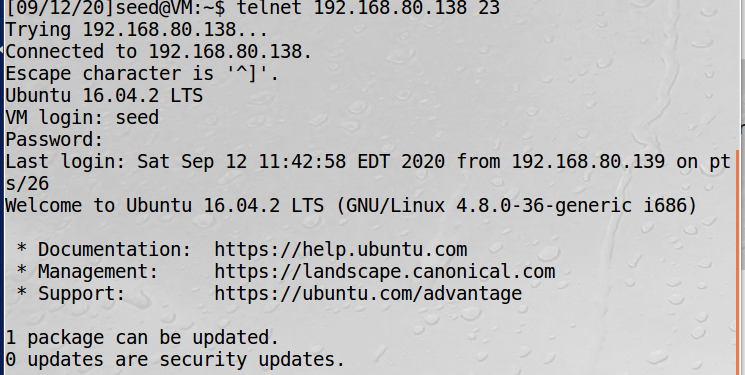 [09/12/20]seed@VM:~$ telnet 192.168.80.138 23
Trying 192.168.80.138...
Connected to 192.168.80.138.
Escape character is '^]'.
Ubuntu 16.04.2 LTS
VM login: seed
Password:
Last login: Sat Sep 12 11:42:58 EDT 2020 from 192.168.80.139 on pt
s/26
Welcome to Ubuntu 16.04.2 LTS (GNU/Linux 4.8.0-36-generic i686)

 * Documentation:  https://help.ubuntu.com
 * Management:     https://landscape.canonical.com
 * Support:        https://ubuntu.com/advantage

1 package can be updated.
0 updates are security updates.